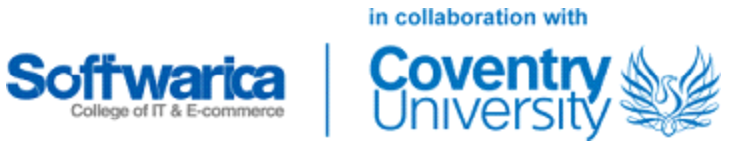 Softwarica
College of IT & E-commerce
in collaboration with
Coventry
University